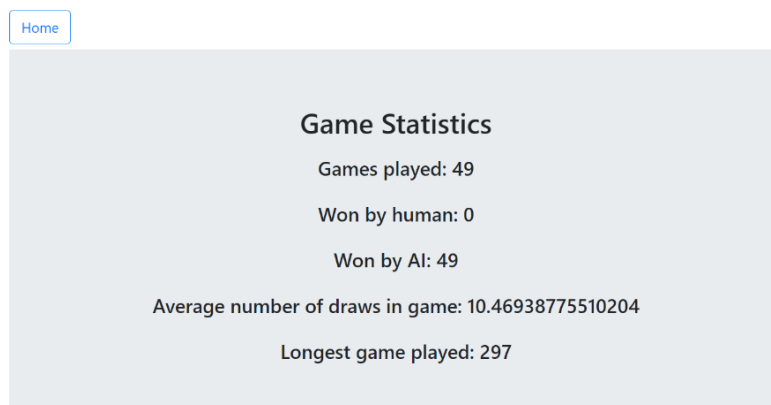 Home
Game Statistics
Games played: 49
Won by human: 0
Won by AI: 49
Average number of draws in game: 10.46938775510204
Longest game played: 297